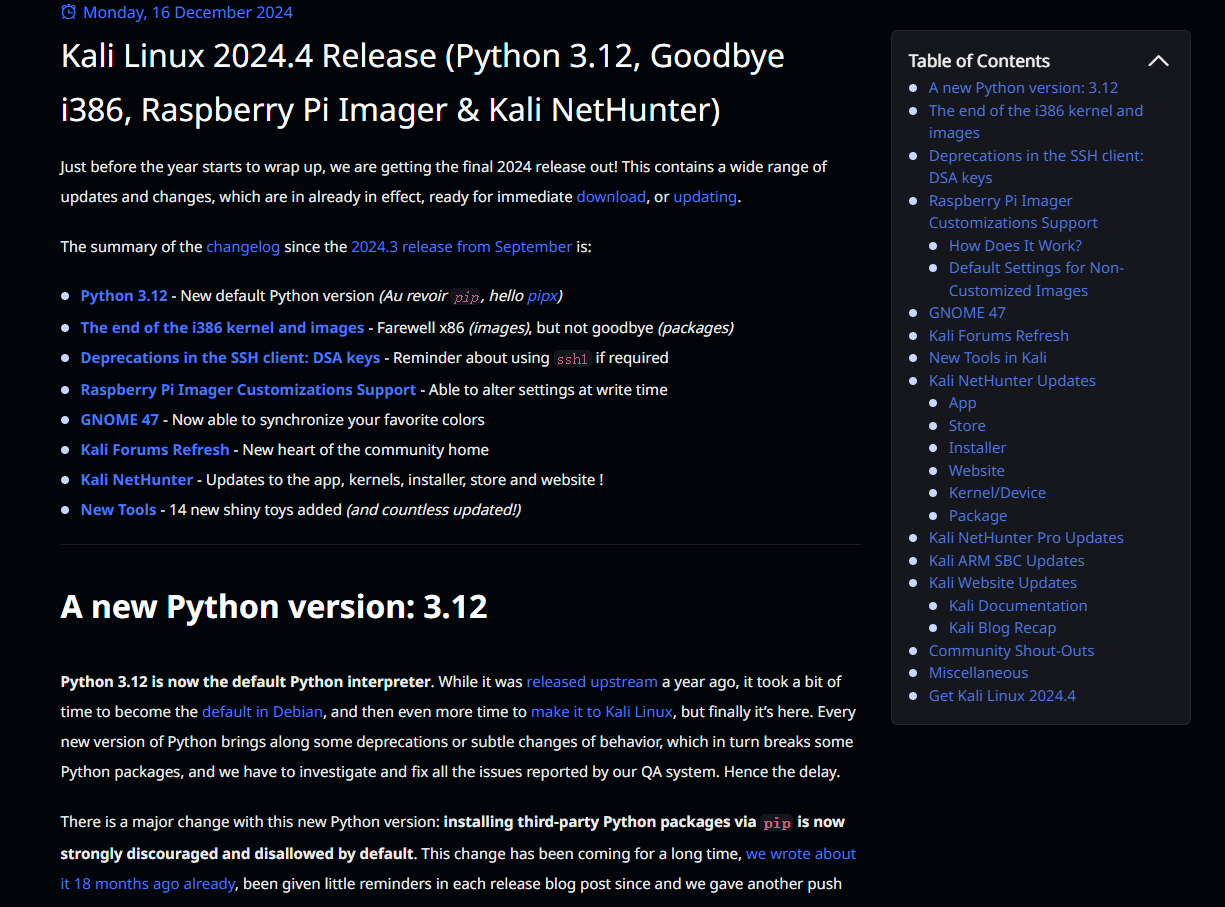 Monday, 16 December 2024
Kali Linux 2024.4 Release (Python 3.12, Goodbye
i386, Raspberry Pi Imager & Kali NetHunter)
Just before the year starts to wrap up, we are getting the final 2024 release out! This contains a wide range of
updates and changes, which are in already in effect, ready for immediate download, or updating.
The summary of the changelog since the 2024.3 release from September is:
Python 3.12 - New default Python version (Au revoir pip, hello pipx)
The end of the i386 kernel and images - Farewell x86 (images), but not goodbye (packages)
Deprecations in the SSH client: DSA keys - Reminder about using ssh1 if required
Raspberry Pi Imager Customizations Support - Able to alter settings at write time
GNOME 47 - Now able to synchronize your favorite colors
Kali Forums Refresh - New heart of the community home
Kali NetHunter - Updates to the app, kernels, installer, store and website !
New Tools - 14 new shiny toys added (and countless updated!)
A new Python version: 3.12
Python 3.12 is now the default Python interpreter. While it was released upstream a year ago, it took a bit of
time to become the default in Debian, and then even more time to make it to Kali Linux, but finally it's here. Every
new version of Python brings along some deprecations or subtle changes of behavior, which in turn breaks some
Python packages, and we have to investigate and fix all the issues reported by our QA system. Hence the delay.
There is a major change with this new Python version: installing third-party Python packages via pip is now
strongly discouraged and disallowed by default. This change has been coming for a long time, we wrote about
it 18 months ago already, been given little reminders in each release blog post since and we gave another push
Table of Contents
A new Python version: 3.12
The end of the i386 kernel and
images
Deprecations in the SSH client:
DSA keys
Raspberry Pi Imager
Customizations Support
How Does It Work?
Default Settings for Non-
Customized Images
GNOME 47
Kali Forums Refresh
New Tools in Kali
Kali NetHunter Updates
App
Store
Installer
Website
Kernel/Device
Package
Kali NetHunter Pro Updates
Kali ARM SBC Updates
Kali Website Updates
Kali Documentation
Kali Blog Recap
Community Shout-Outs
Miscellaneous
Get Kali Linux 2024.4